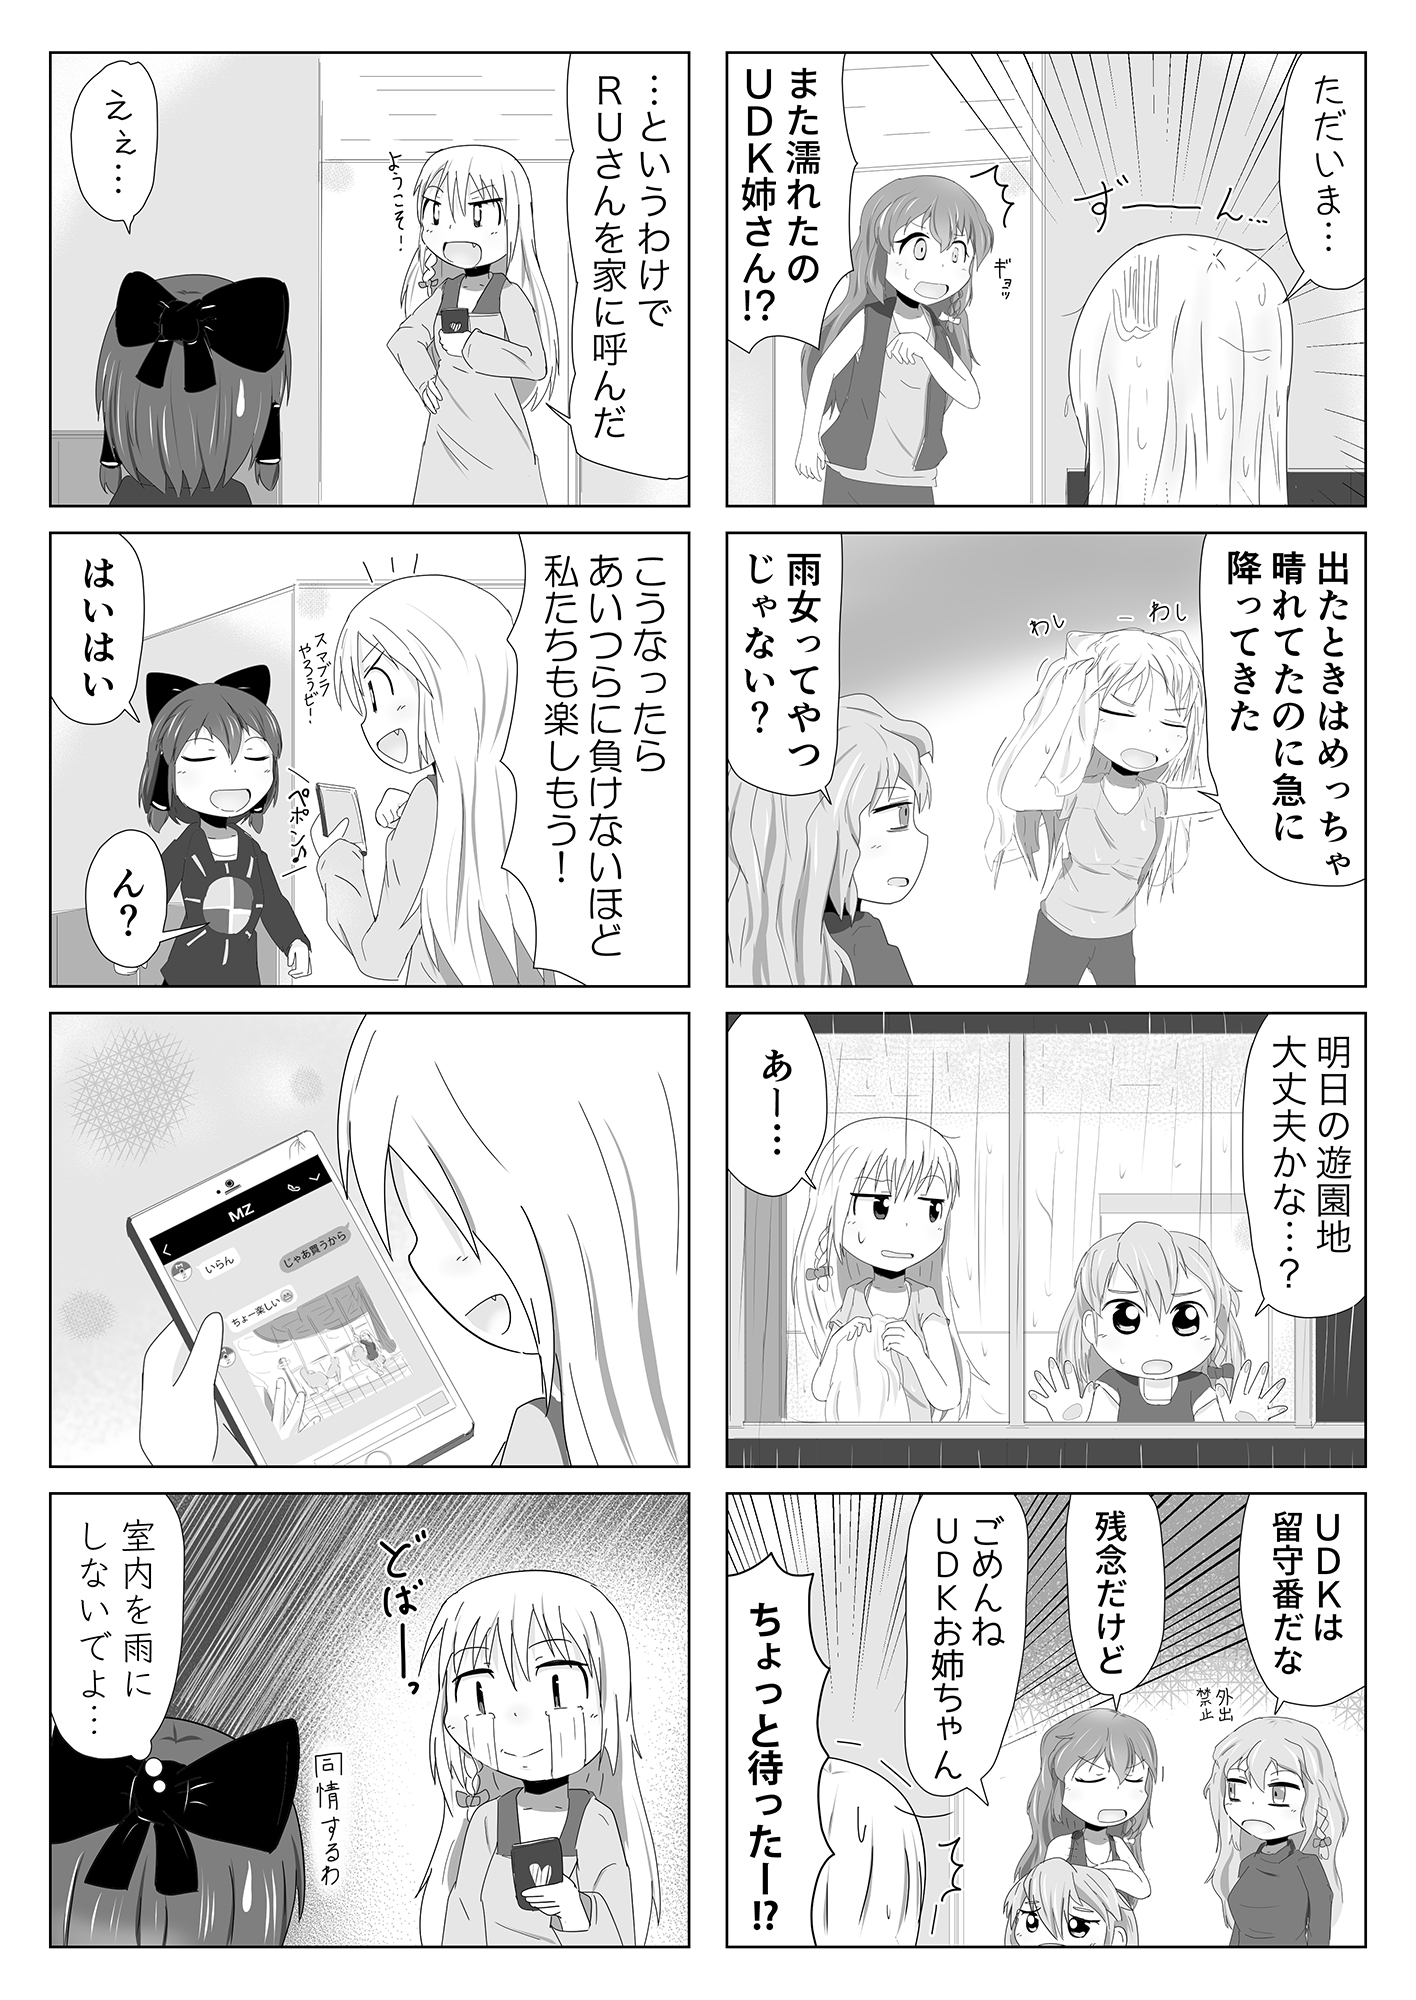 ただいま…
ずーーん…
また濡れたの
UDK姉さん!?
ギョッ
出たときはめっちゃ
晴れてたのに急に
降ってきた
わし
わし
雨女ってやつ
じゃない？
明日の遊園地
大丈夫かな…？
あー…
UDKは
留守番だな
外出
禁止
残念だけど
ごめんね
UDKお姉ちゃん
ちょっと待ったー!?
…というわけで
RUさんを家に呼んだ
ようこそ！
えぇ…
こうなったら
あいつらに負けないほど
私たちも楽しもう！
スマブラ
やろうぜー！
はいはい
ペポン♪
ん？
MZ
じゃあ買うから
いらん
ちょー楽しい
どばーっ
同情するわ
室内を雨に
しないでよ…